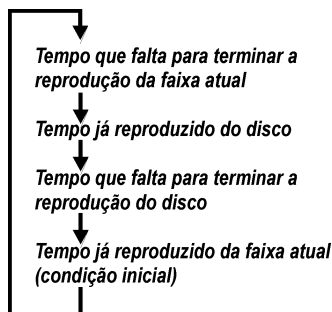 Tempo que falta para terminar a
reprodução da faixa atual
Tempo já reproduzido do disco
Tempo que falta para terminar a
reprodução do disco
Tempo já reproduzido da faixa atual
(condição inicial)